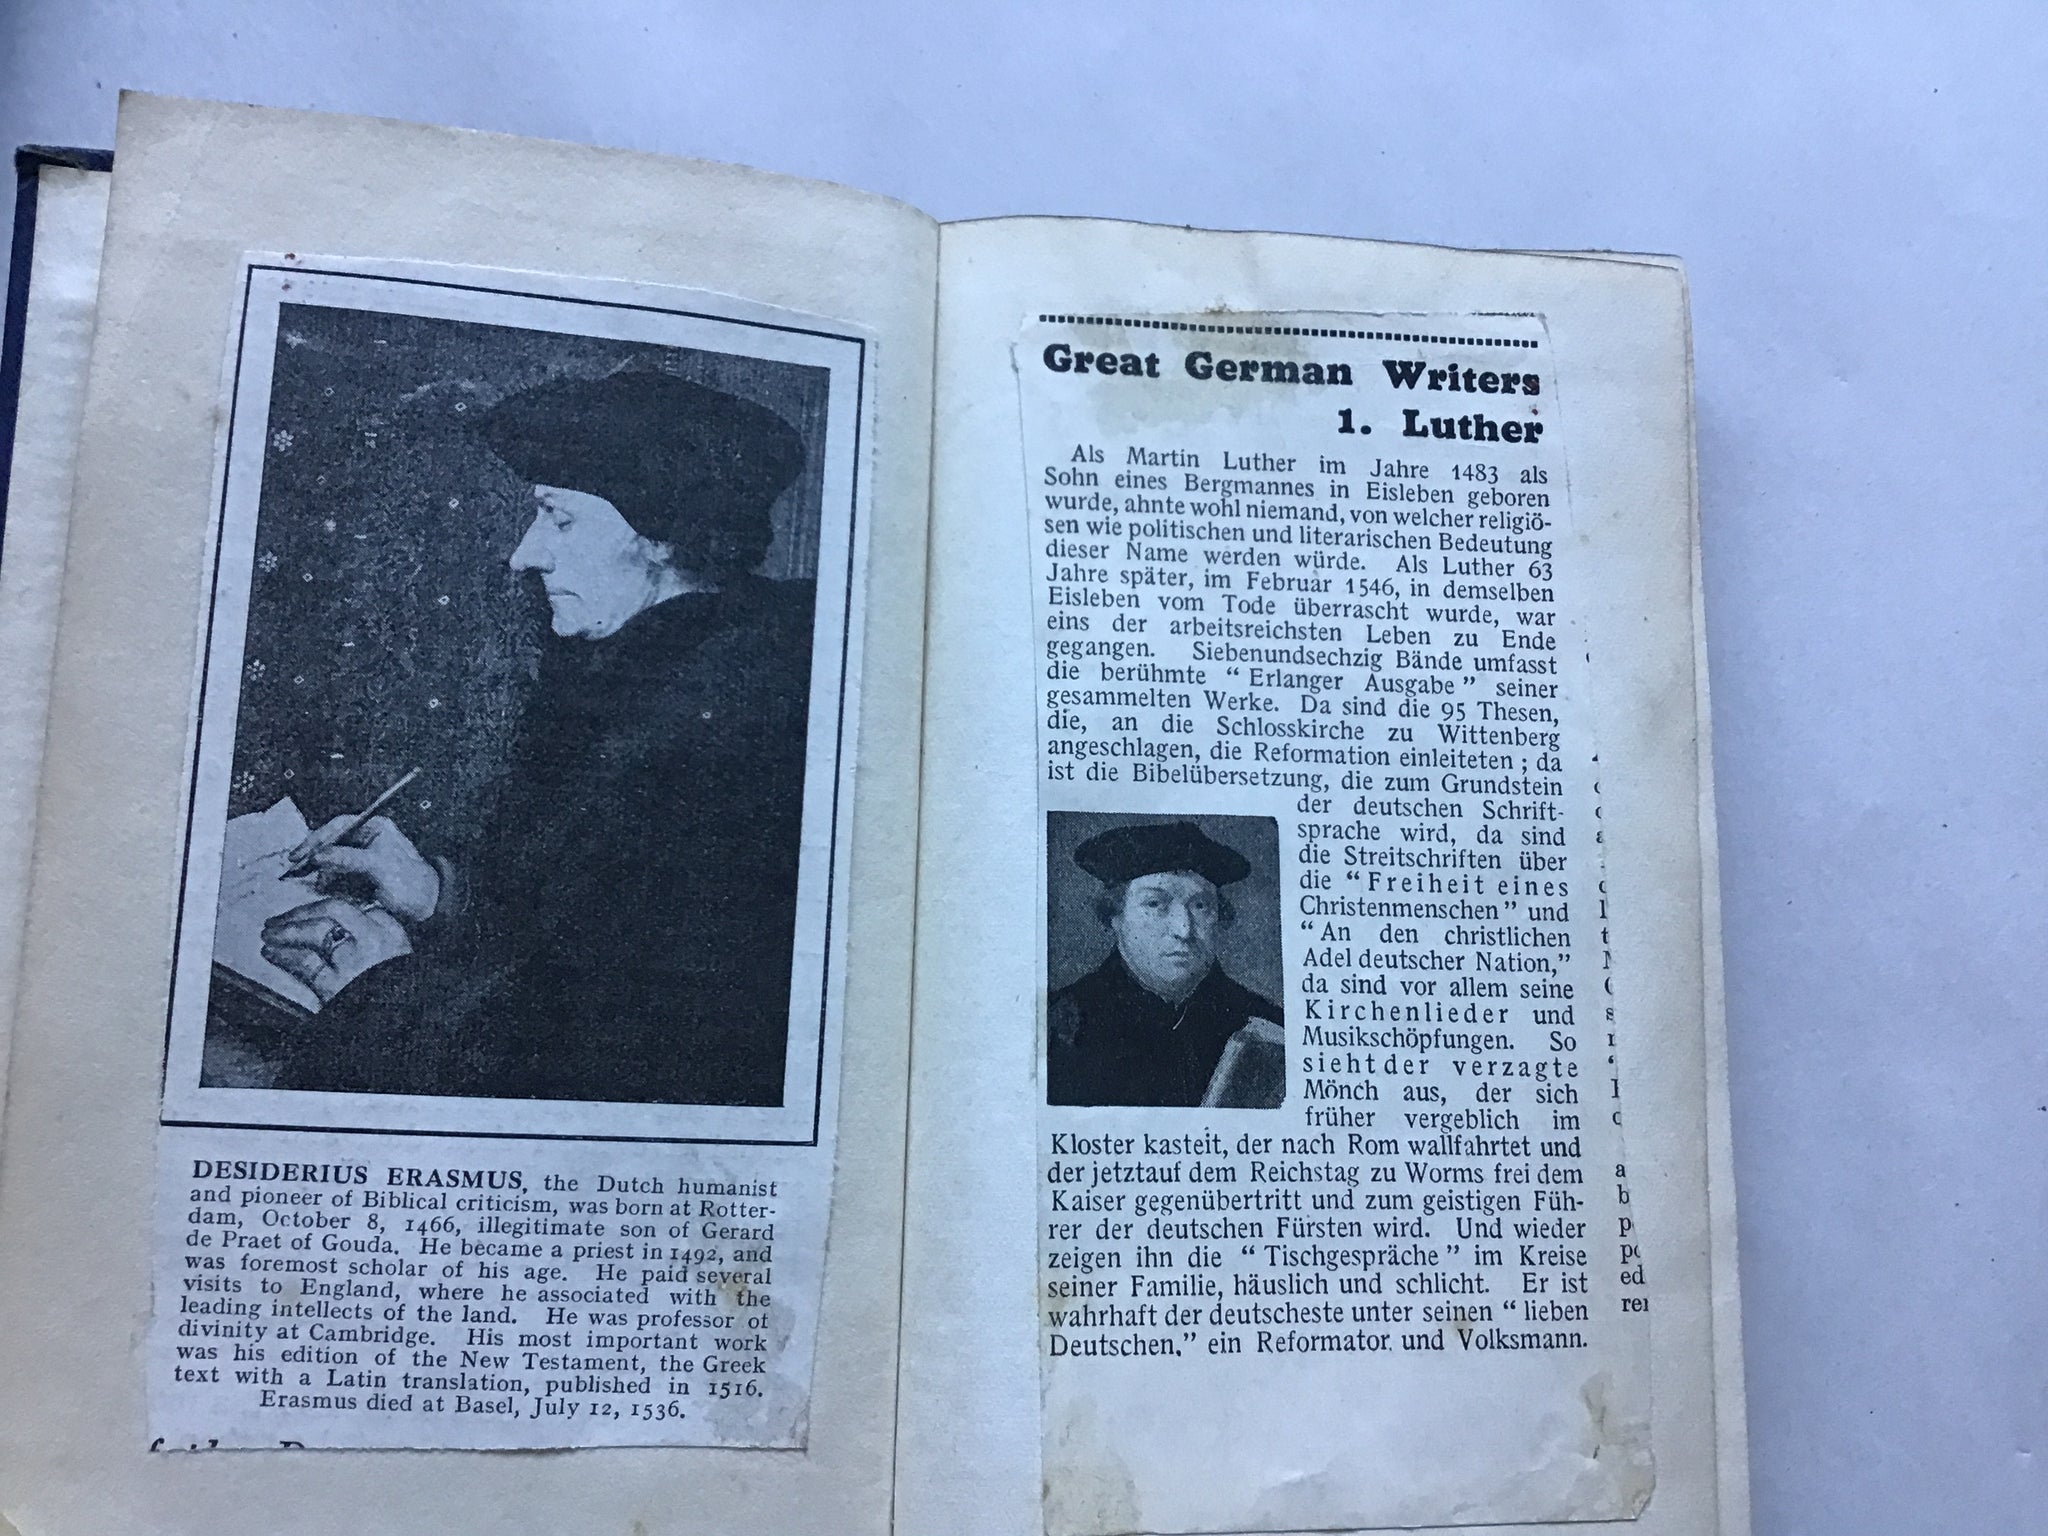 DESIDERIUS ERASMUS, the Dutch humanist
and pioneer of Biblical criticism, was born at Rotter-
dam, October 8, 1466, illegitimate son of Gerard
de Praet of Gouda. He became a priest in 1492, and
was foremost scholar of his age. He paid several
visits to England, where he associated with the
leading intellects of the land. He was professor of
divinity at Cambridge. His most important work
was his edition of the New Testament, the Greek
text with a Latin translation, published in 1516.
Erasmus died at Basel, July 12, 1536.
Great German Writers
1. Luther
Als Martin Luther im Jahre 1483 als
Sohn eines Bergmannes in Eisleben geboren
wurde, ahnte wohl niemand, von welcher religiö-
sen wie politischen und literarischen Bedeutung
dieser Name werden würde. Als Luther 63
Jahre später, im Februar 1546, in demselben
Eisleben vom Tode überrascht wurde, war
eins der arbeitsreichsten Leben zu Ende
gegangen. Siebenundsechzig Bände umfasst
die berühmte “Erlanger Ausgabe” seiner
gesammelten Werke. Da sind die 95 Thesen,
die, an die Schlosskirche zu Wittenberg
angeschlagen, die Reformation einleiteten; da
ist die Bibelübersetzung, die zum Grundstein
der deutschen Schrift-
sprache wird, da sind
die Streitschriften über
die “Freiheit eines
Christenmenschen” und
“An den christlichen
Adel deutscher Nation,”
da sind vor allem seine
Kirchenlieder und
Musikschöpfungen. So
sieht der verzagte
Mönch aus, der sich
früher vergeblich im
Kloster kasteit, der nach Rom wallfahrtet und
der jetzt auf dem Reichstag zu Worms frei dem
Kaiser gegenübertritt und zum geistigen Füh-
rer der deutschen Fürsten wird. Und wieder
zeigen ihn die “Tischgespräche” im Kreise
seiner Familie, häuslich und schlicht. Er ist
wahrhaft der deutscheste unter seinen “lieben
Deutschen,” ein Reformator und Volksmann.